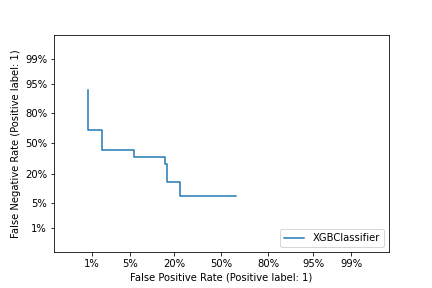 99%
95%
80%
50%
20%
5%
1%
False Negative Rate (Positive label: 1)
XGBClassifier
1% 5% 20% 50% 80% 95% 99%
False Positive Rate (Positive label: 1)